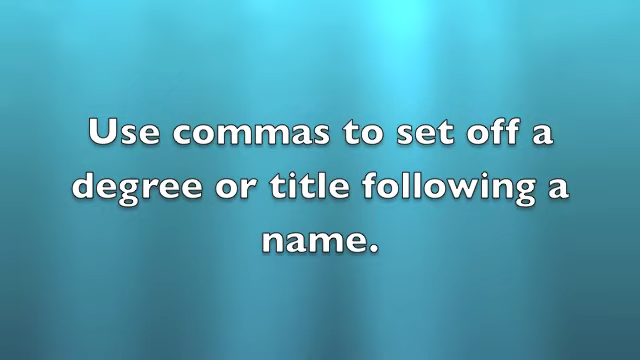 Use commas to set off a
degree or title following a
name.